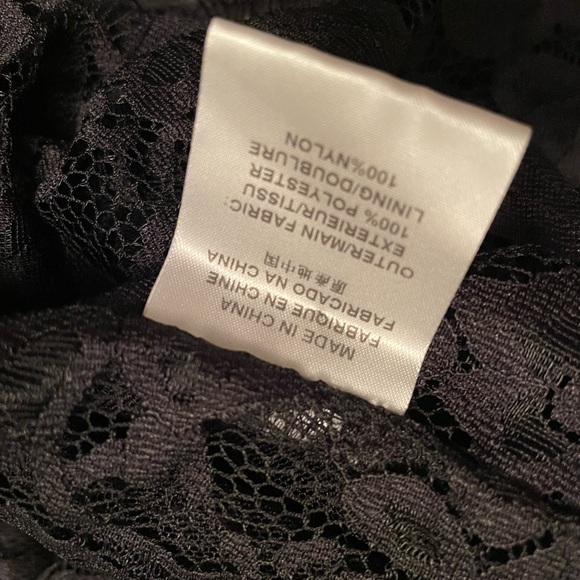 MADE IN CHINA
FABRIQUE EN CHINE
FABRICADO NA CHINA
原產地中国
OUTER/MAIN FABRIC:
EXTERIEUR/TISSU
100% POLYESTER
LINING/DOUBLURE
100%NYLON